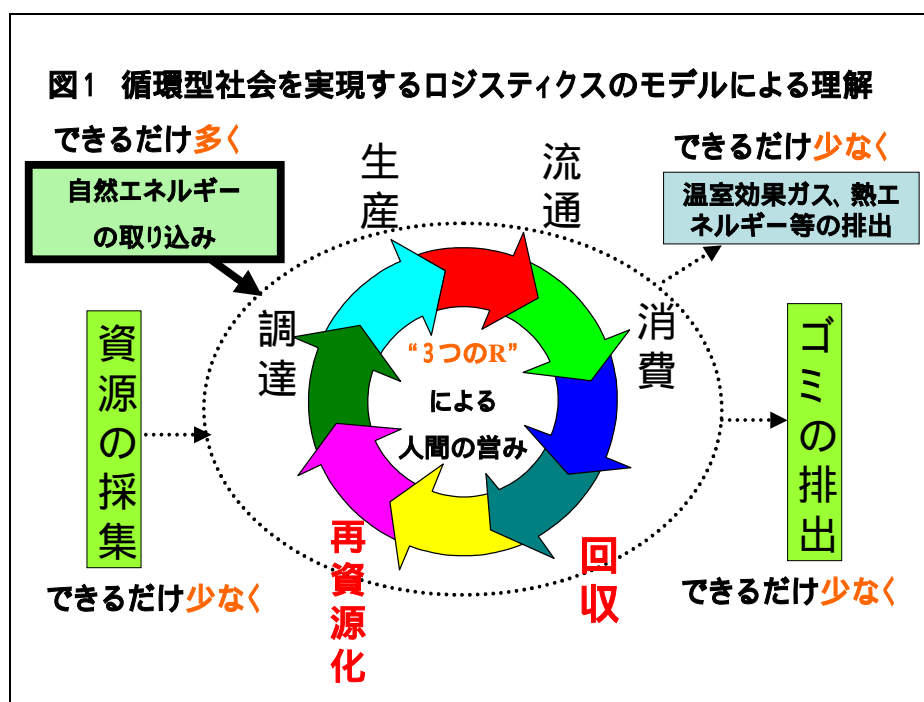 図1 循環型社会を実現するロジスティクスのモデルによる理解
できるだけ多く
自然エネルギー
の取り込み
生産
流通
できるだけ少なく
温室効果ガス、熱エ
ネルギー等の排出
資源の採集
調達
消費
ゴミの排出
“3つのR”
による
人間の営み
再資源化
回収
できるだけ少なく
できるだけ少なく